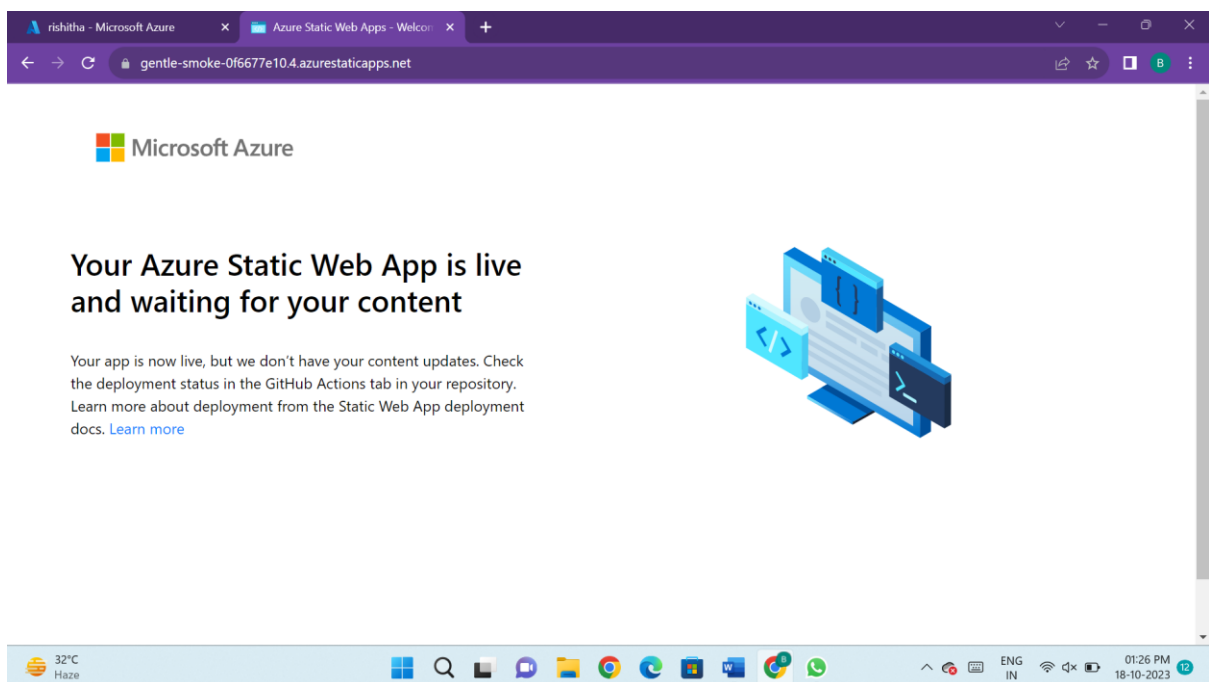 rishitha - Microsoft Azure
Azure Static Web Apps - Welcon
gentle-smoke-0f6677e10.4.azurestaticapps.net
B
Microsoft Azure
Your Azure Static Web App is live
and waiting for your content
Your app is now live, but we don't have your content updates. Check
the deployment status in the GitHub Actions tab in your repository.
Learn more about deployment from the Static Web App deployment
docs. Learn more
{ }
</>
>_
32°C
Haze
ENG
IN
01:26 PM
18-10-2023
12